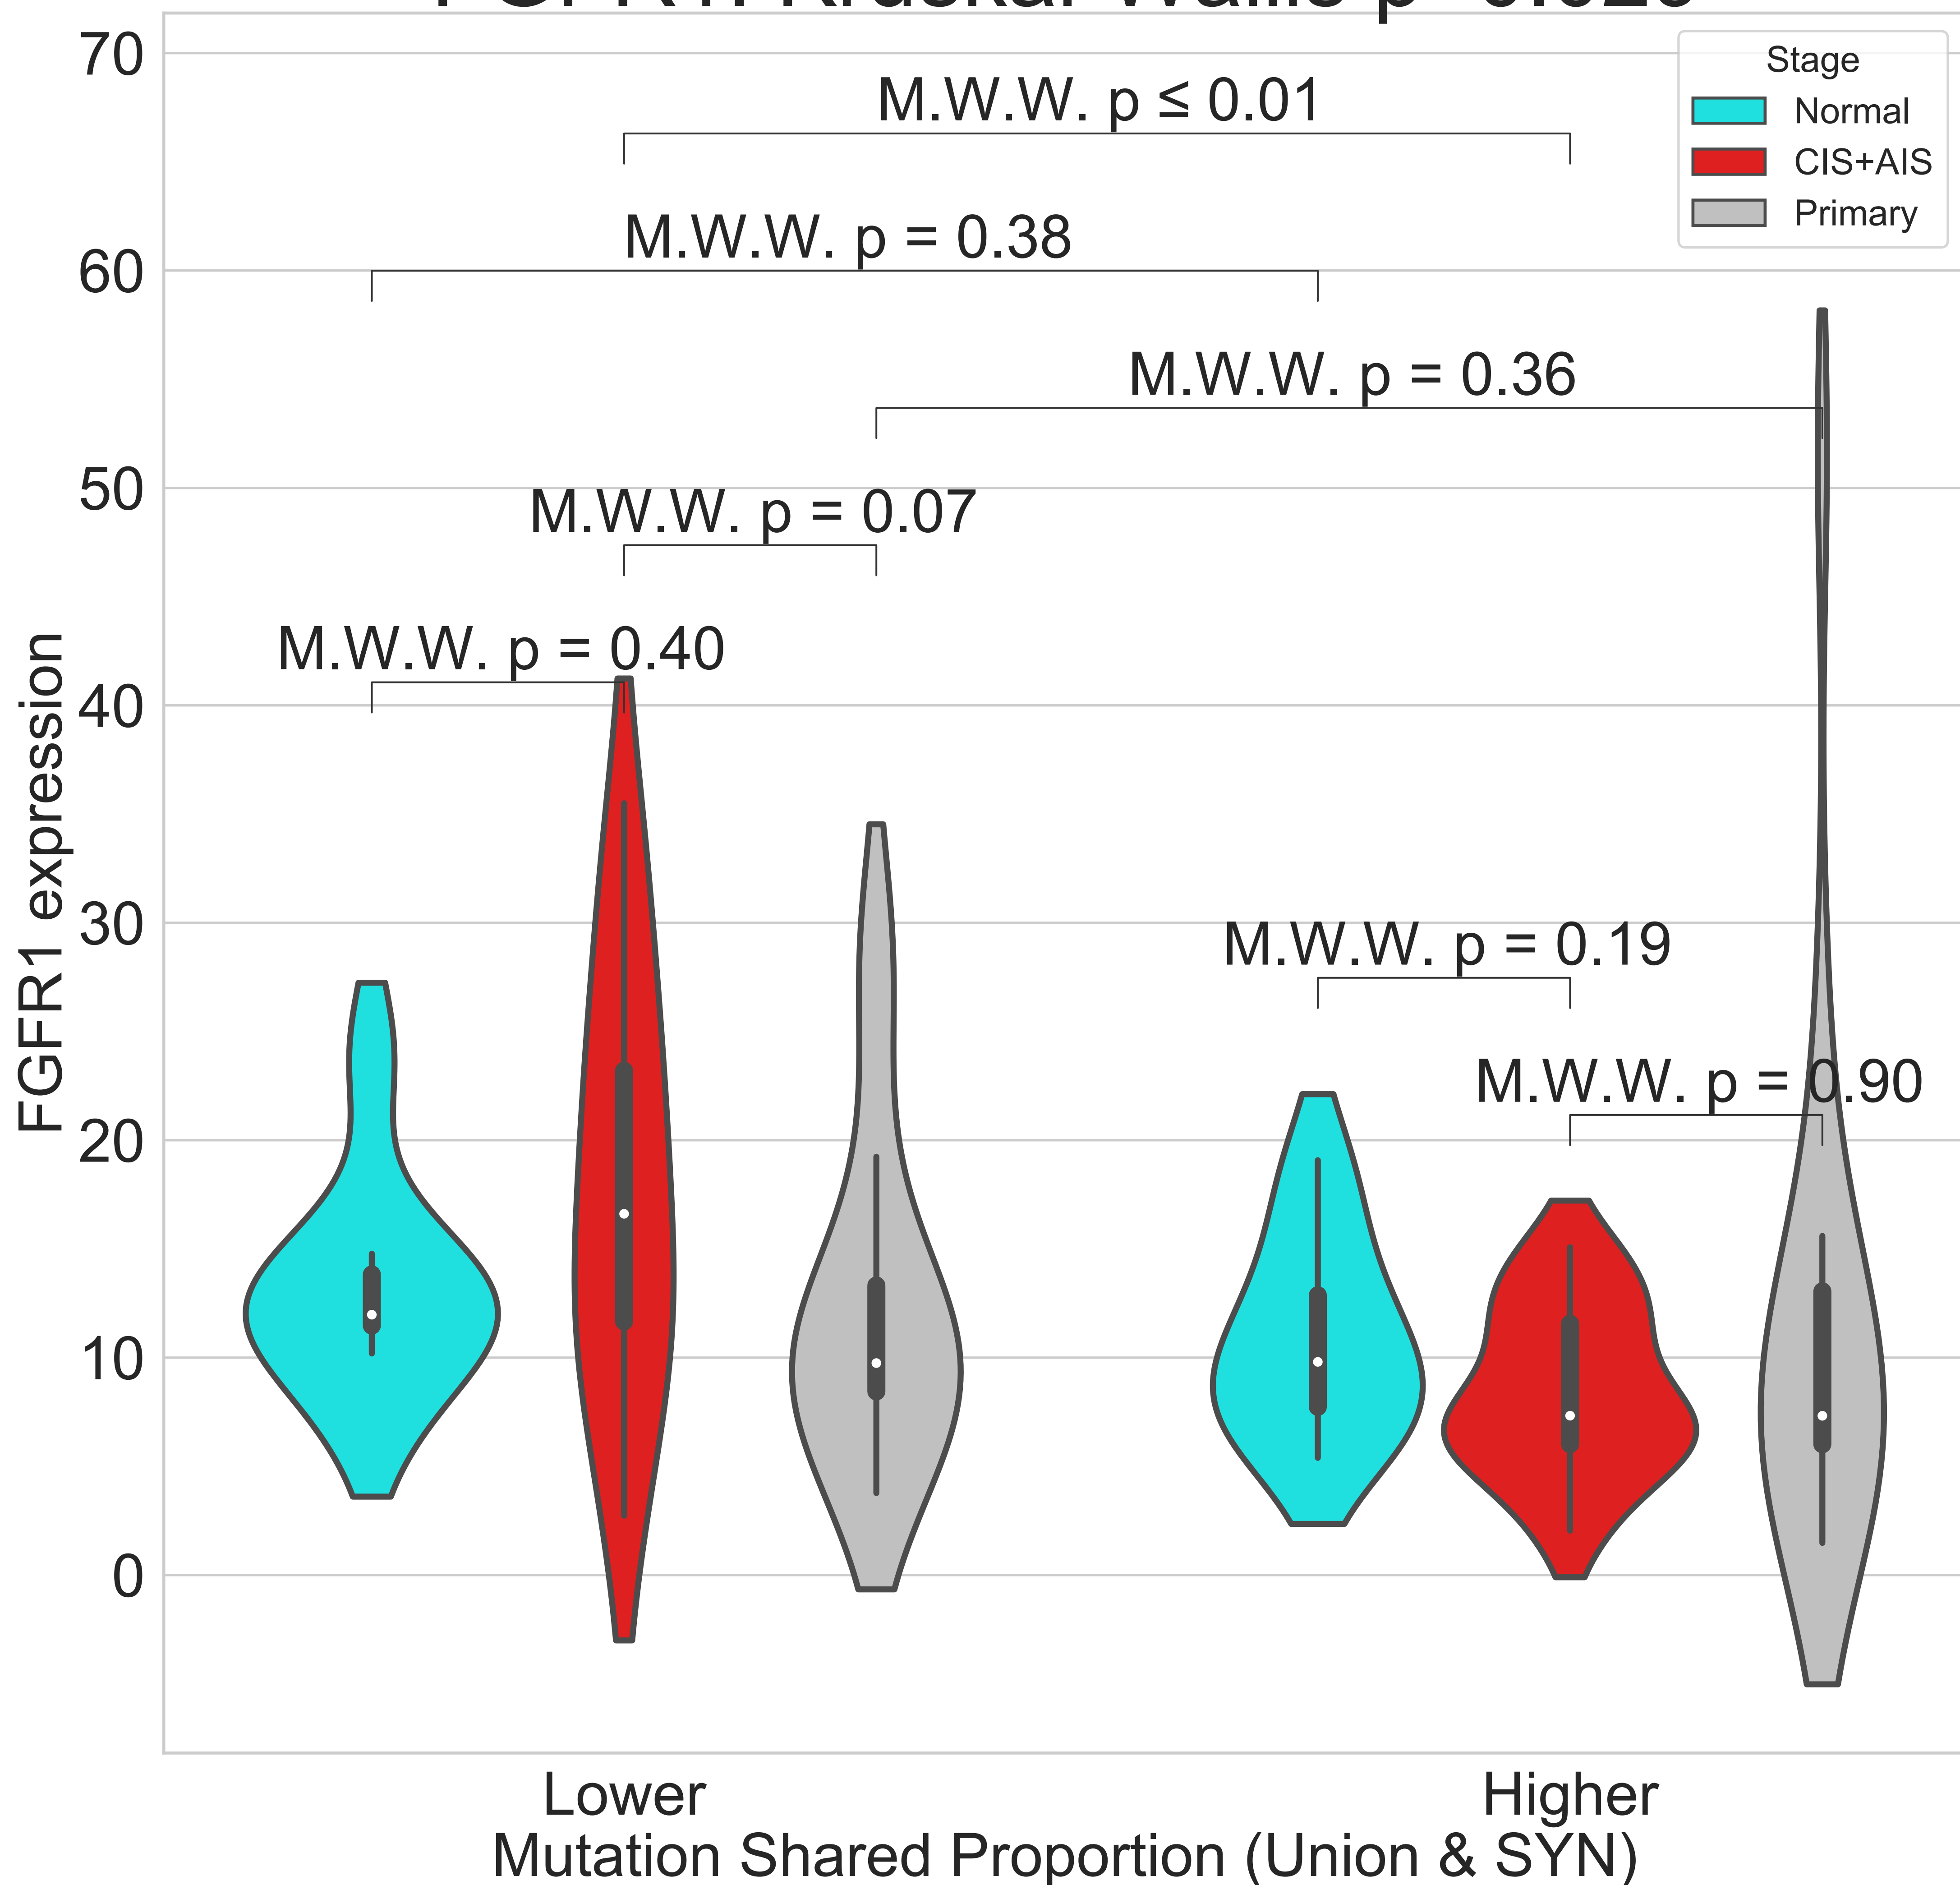 70
Stage
Normal
CIS+AIS
Primary
M.W.W. p ≤ 0.01
M.W.W. p = 0.38
60
M.W.W. p = 0.36
50
M.W.W. p = 0.07
M.W.W. p = 0.40
40
FGFR1 expression
30
M.W.W. p = 0.19
M.W.W. p = 0.90
20
10
0
Lower
Higher
Mutation Shared Proportion (Union & SYN)